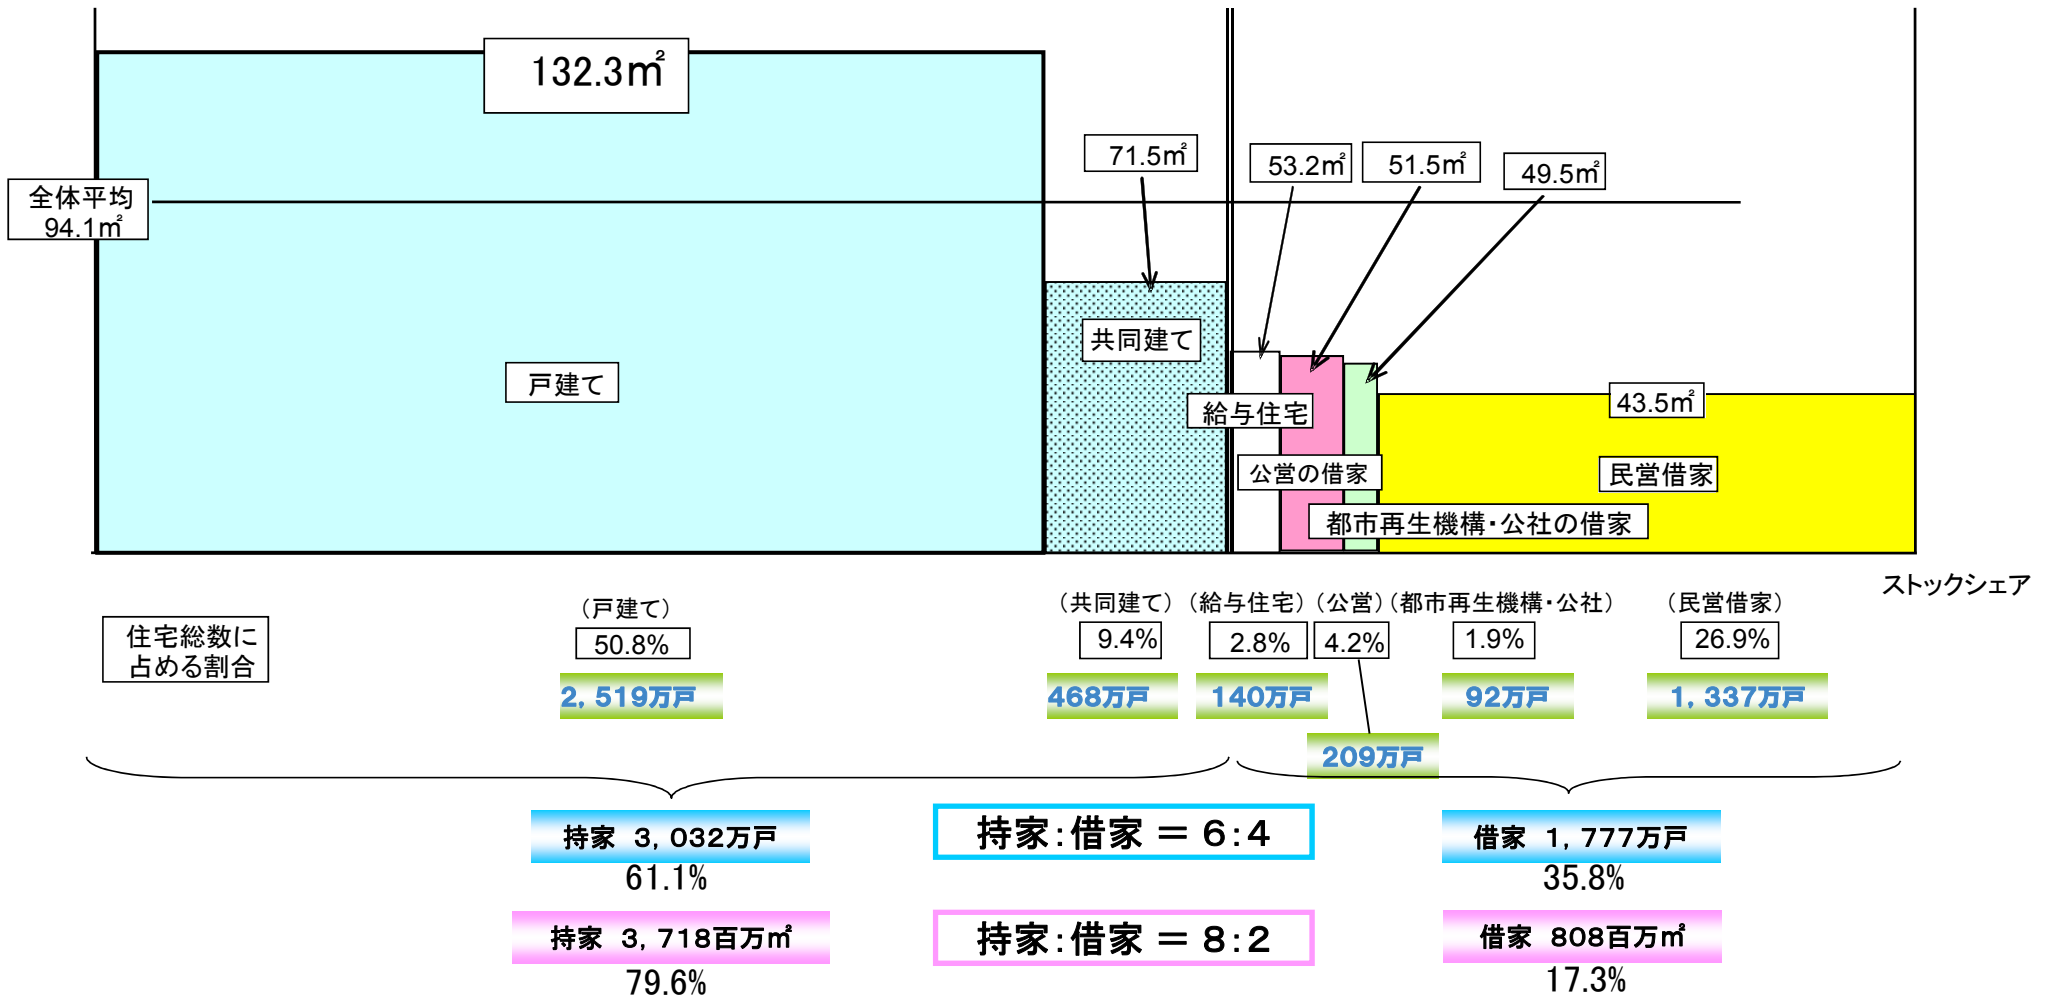 132.3㎡
71.5㎡
53.2㎡
51.5㎡
49.5㎡
全体平均
94.1㎡
共同建て
戸建て
給与住宅
43.5㎡
公営の借家
民営借家
都市再生機構・公社の借家
ストックシェア
（戸建て）
（共同建て）
（給与住宅）
（公営）
（都市再生機構・公社）
（民営借家）
住宅総数に
占める割合
50.8%
9.4%
2.8%
4.2%
1.9%
26.9%
2，519万戸
468万戸
140万戸
92万戸
1，337万戸
209万戸
持家　3，032万戸
61.1%
持家：借家 ＝ 6：4
借家　1，777万戸
35.8%
持家　3，718百万㎡
79.6%
持家：借家 ＝ 8：2
借家　808百万㎡
17.3%